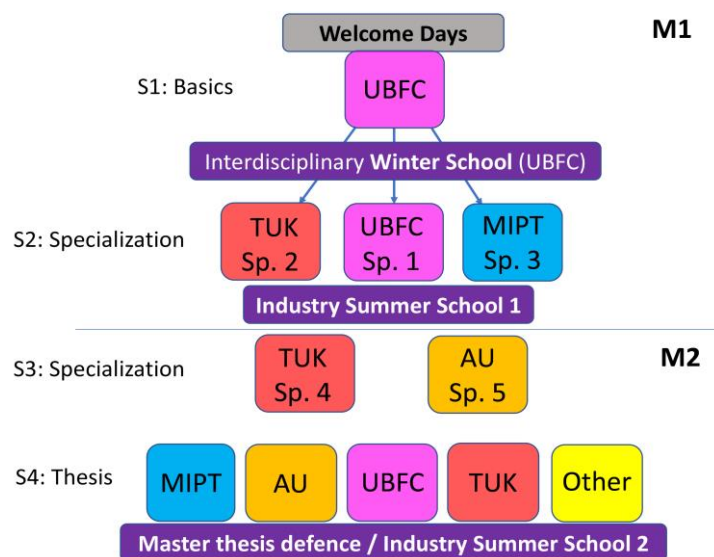 Welcome Days
M1
S1: Basics
UBFC
Interdisciplinary Winter School (UBFC)
S2: Specialization
TUK
Sp. 2
UBFC
Sp. 1
MIPT
Sp. 3
Industry Summer School 1
M2
S3: Specialization
TUK
Sp. 4
AU
Sp. 5
S4: Thesis
MIPT
AU
UBFC
TUK
Other
Master thesis defence / Industry Summer School 2